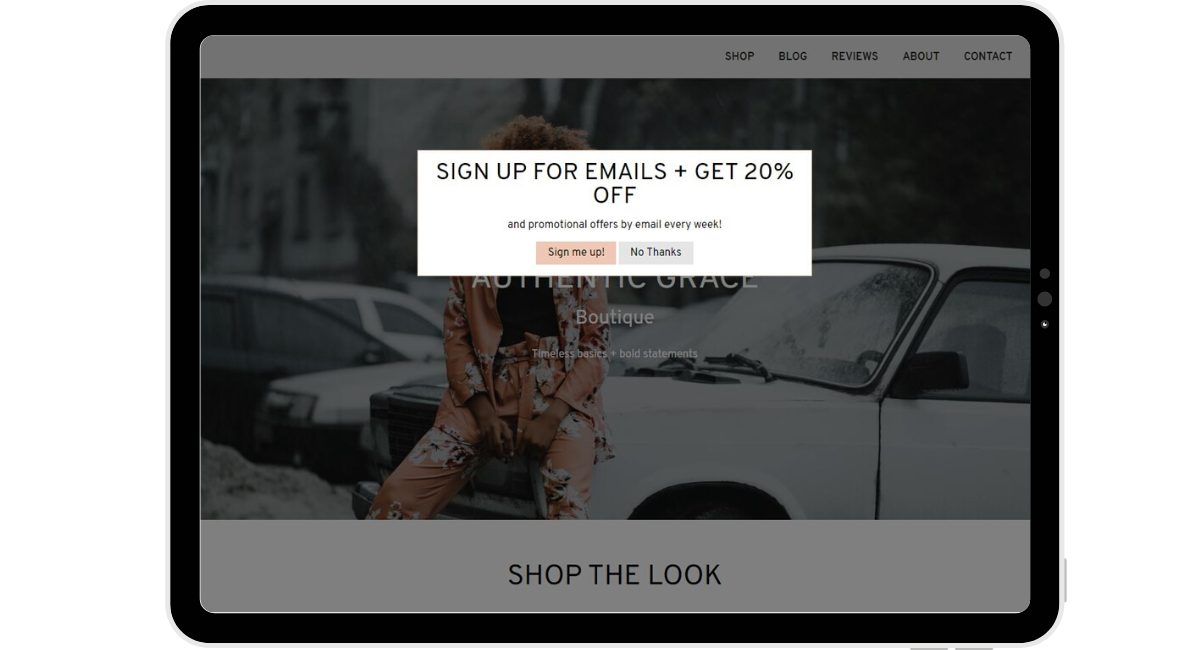 SHOP BLOG REVIEWS ABOUT CONTACT
SIGN UP FOR EMAILS + GET 20%
OFF
and promotional offers by email every week!
Sign me up! No Thanks
AUTHENTIC GRACE
Boutique
Timeless basics + bold statements
SHOP THE LOOK